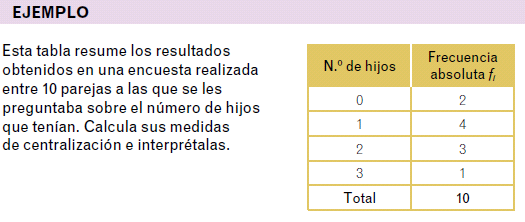 EJEMPLO
Esta tabla resume los resultados
obtenidos en una encuesta realizada
entre 10 parejas a las que se les
preguntaba sobre el número de hijos
que tenían. Calcula sus medidas
de centralización e interprétalas.
N.º de hijos Frecuencia absoluta fi
0 2
1 4
2 3
3 1
Total 10